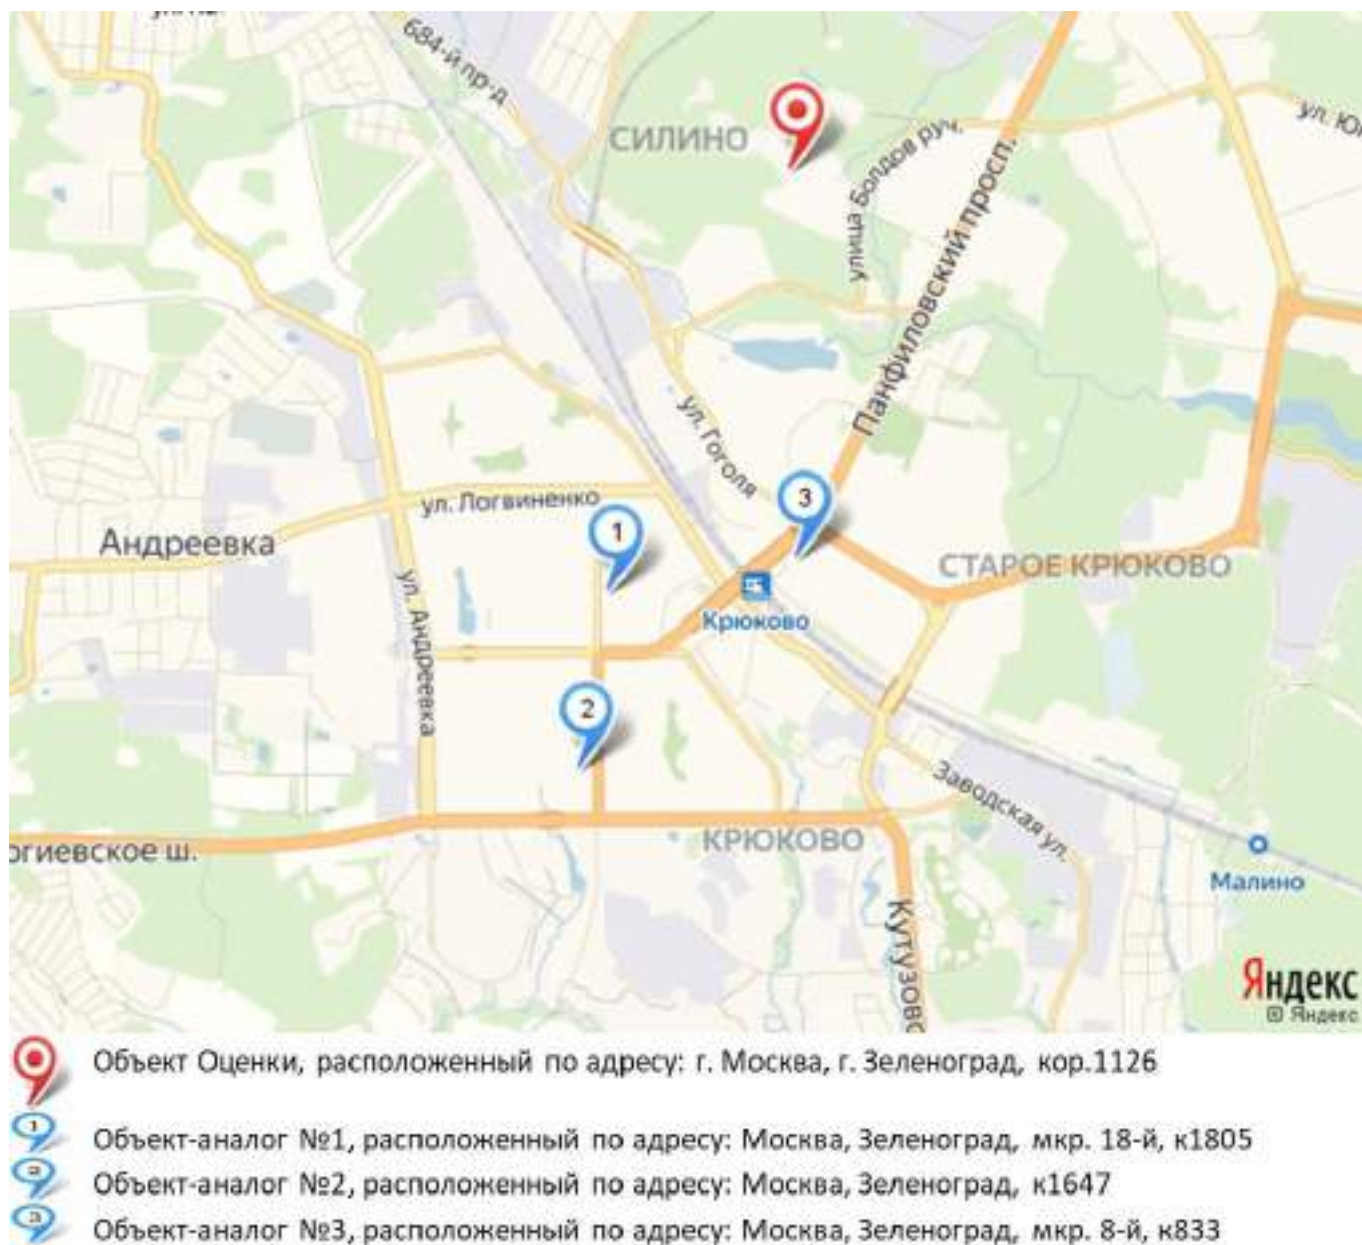 684-й пр-д
СИЛИНО
улица Болдов руч.
Панфиловский просп.
ул. Гоголя
ул. Логвиненко
3
1
Андреевка
СТАРОЕ КРЮКОВО
Крюково
ул. Андреевка
2
Заводская ул.
КРЮКОВО
Малино
Яндекс
Яндекс
Объект Оценки, расположенный по адресу: г. Москва, г. Зеленоград, кор.1126
1 Объект-аналог №1, расположенный по адресу: Москва, Зеленоград, мкр. 18-й, к1805
2 Объект-аналог №2, расположенный по адресу: Москва, Зеленоград, к1647
3 Объект-аналог №3, расположенный по адресу: Москва, Зеленоград, мкр. 8-й, к833